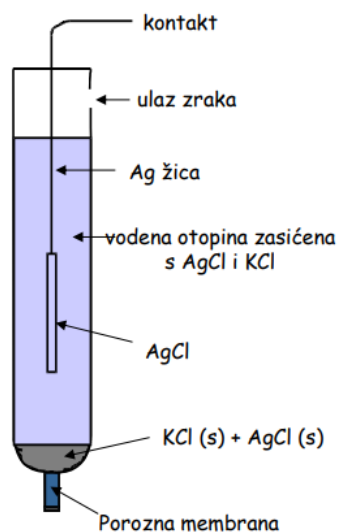 kontakt
ulaz zraka
Ag žica
vodena otopina zasićena
s AgCl i KCl
AgCl
KCl (s) + AgCl (s)
Porozna membrana